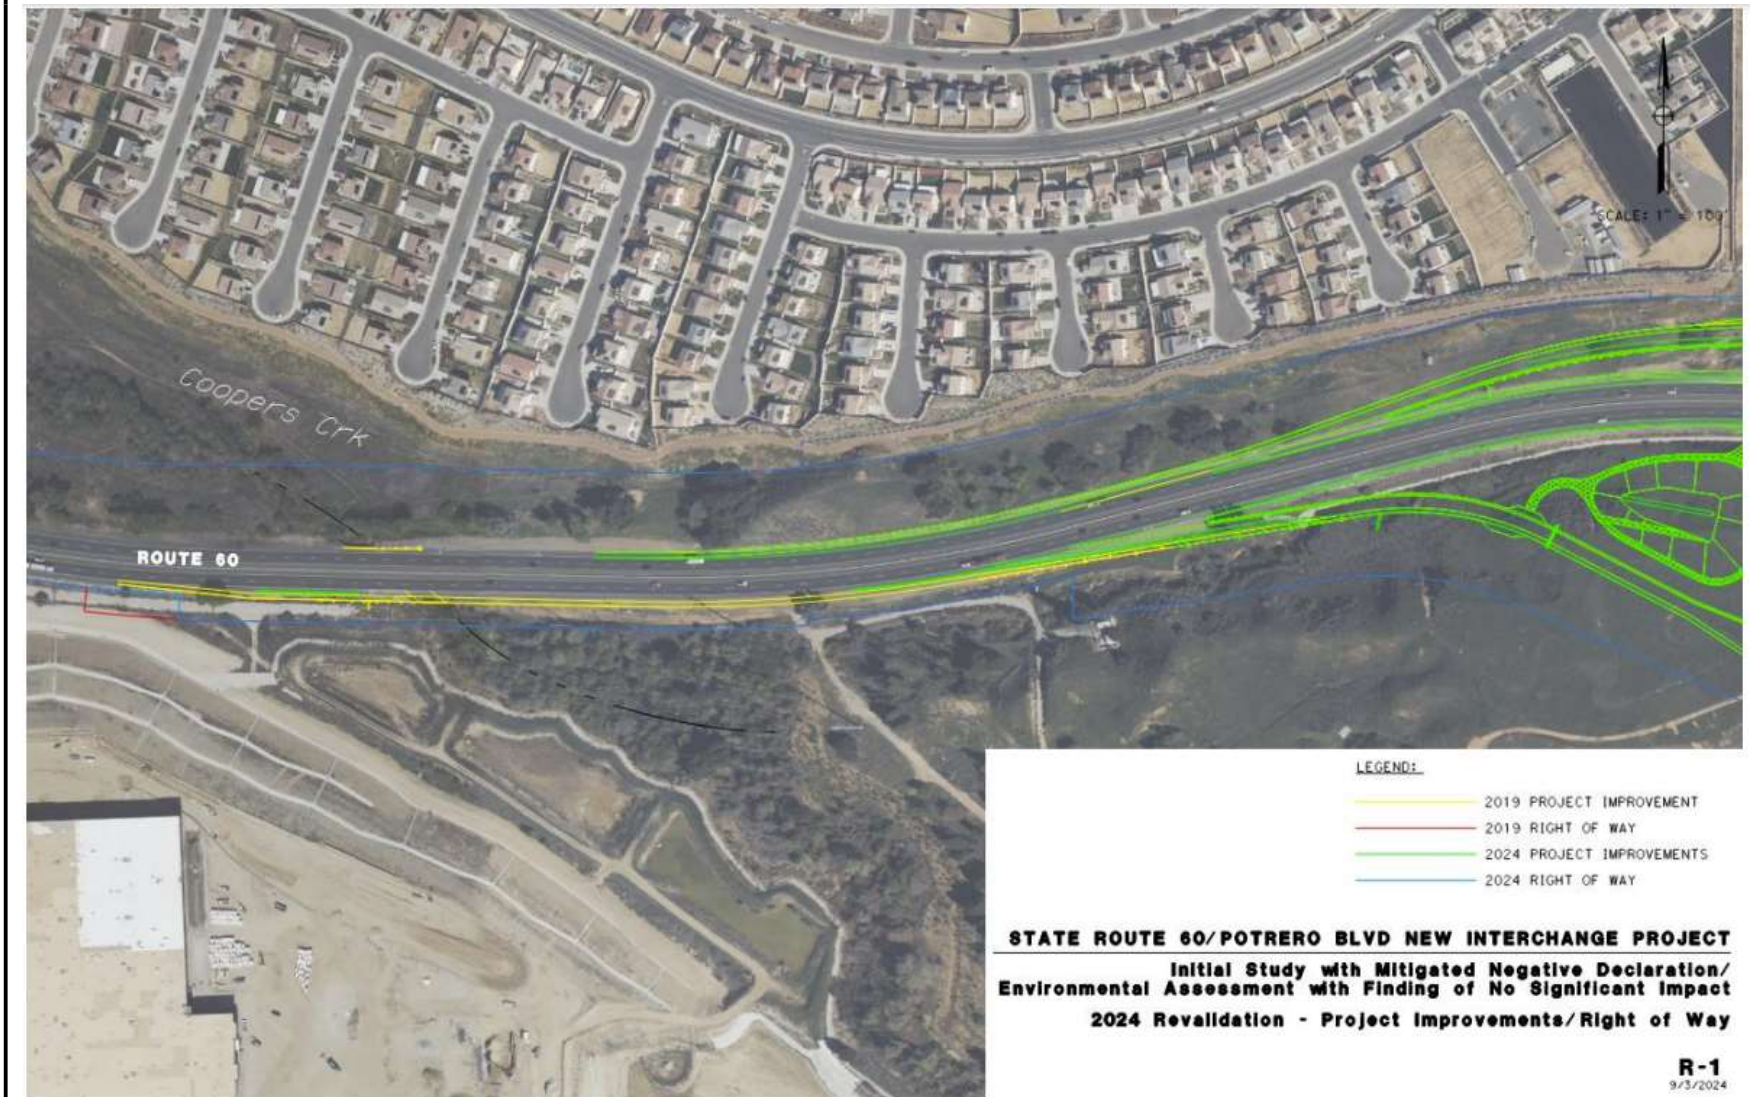 SCALE: 1" = 100'
Coopers Crk
ROUTE 60
LEGEND:
2019 PROJECT IMPROVEMENT
2019 RIGHT OF WAY
2024 PROJECT IMPROVEMENTS
2024 RIGHT OF WAY
STATE ROUTE 60/POTRERO BLVD NEW INTERCHANGE PROJECT
Initial Study with Mitigated Negative Declaration/
Environmental Assessment with Finding of No Significant Impact
2024 Revalidation - Project Improvements/Right of Way
R-1
9/3/2024